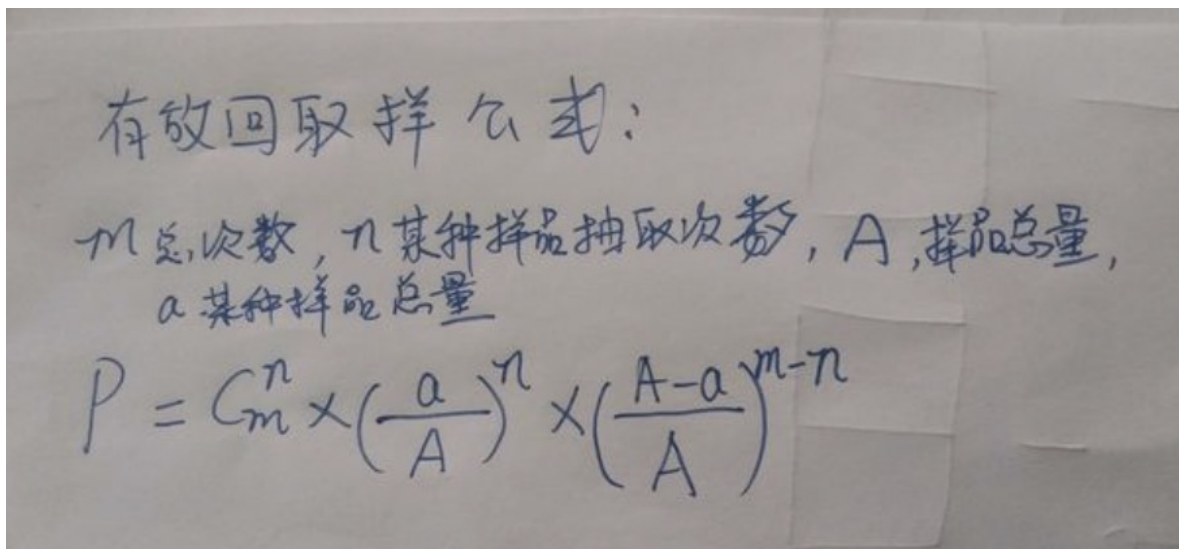 有放回取样公式:
m总次数, n某种样品抽取次数, A, 样品总量,
a某种样品总量
P = C_m^n × (a/A)^n × ((A-a)/A)^{m-n}